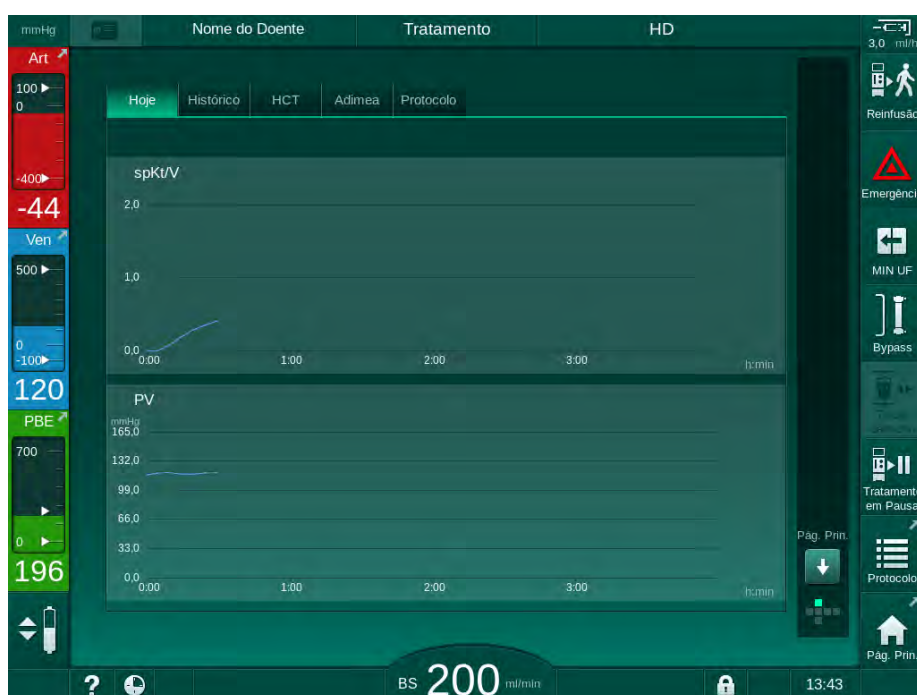 mmHg
Nome do Doente
Tratamento
HD
3,0 ml/h
Art
100
0
-400
-44
Ven
500
0
-100
120
PBE
700
0
196
Hoje
Histórico
HCT
Adimea
Protocolo
spKt/V
2,0
1,0
0,0
0:00
1:00
2:00
3:00
h:min
PV
mmHg
165,0
132,0
99,0
66,0
33,0
0,0
0:00
1:00
2:00
3:00
h:min
Pág. Prin.
Reinfusão
Emergênci
MIN UF
Bypass
Tratamento
em Pausa
Protocolo
Pág. Prin.
?
BS 200 ml/min
13:43